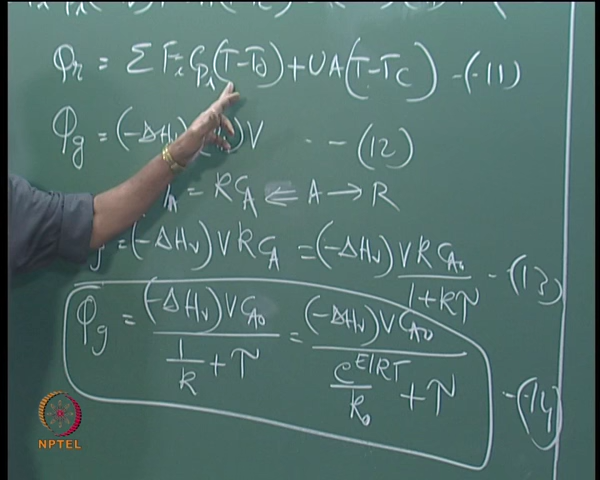 Qr = Σ Fi Cpi (T - T0) + UA (T - TC) - (11)
Qg = (-ΔHr) V - - (12)
A = kCA ⇐ A → R
= (-ΔHr) V k CA = (-ΔHr) V k CA0 / 1 + kτ - (13)
Qg = (-ΔHr) V CA0 / 1/k + τ = (-ΔHr) V CA0 / e^E/RT / k0 + τ - (14)
NPTEL